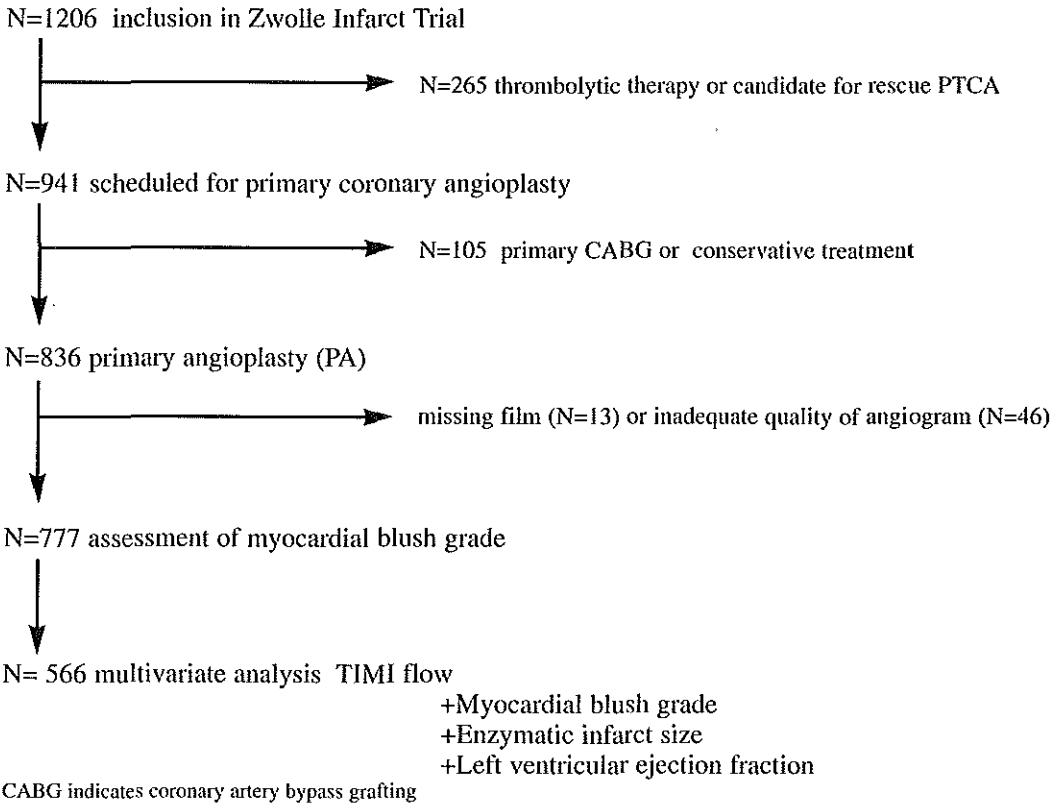 N=1206 inclusion in Zwolle Infarct Trial
N=265 thrombolytic therapy or candidate for rescue PTCA
N=941 scheduled for primary coronary angioplasty
N=105 primary CABG or conservative treatment
N=836 primary angioplasty (PA)
missing film (N=13) or inadequate quality of angiogram (N=46)
N=777 assessment of myocardial blush grade
N= 566 multivariate analysis TIMI flow
+Myocardial blush grade
+Enzymatic infarct size
+Left ventricular ejection fraction
CABG indicates coronary artery bypass grafting